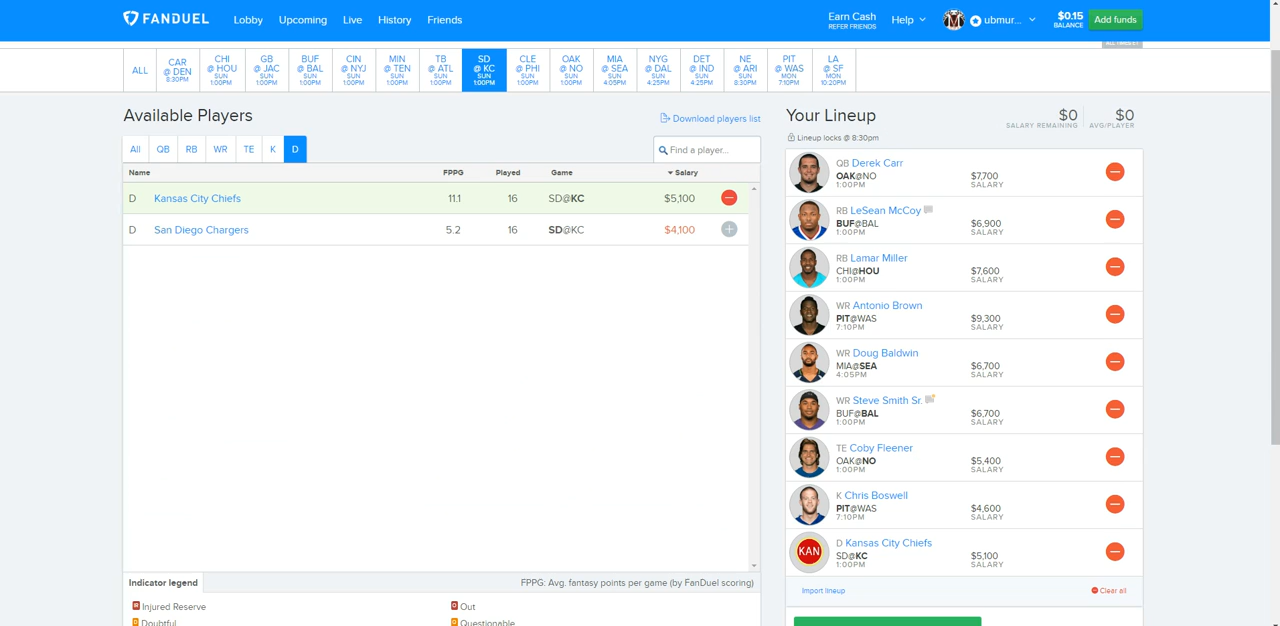 FANDUEL
Lobby Upcoming Live History Friends
Earn Cash
REFER FRIENDS
Help
ubmur...
$0.15
BALANCE
Add funds
ALL
CAR @ DEN 8:30PM
CHI @ HOU SUN 1:00PM
GB @ JAC SUN 1:00PM
BUF @ BAL SUN 1:00PM
CIN @ NYJ SUN 1:00PM
MIN @ TEN SUN 1:00PM
TB @ ATL SUN 1:00PM
SD @ KC SUN 1:00PM
CLE @ PHI SUN 1:00PM
OAK @ NO SUN 1:00PM
MIA @ SEA SUN 4:05PM
NYG @ DAL SUN 4:25PM
DET @ IND SUN 4:25PM
NE @ ARI SUN 8:30PM
PIT @ WAS MON 7:10PM
LA @ SF MON 10:20PM
Available Players
Download players list
All QB RB WR TE K D
Find a player...
Name FPPG Played Game Salary
D Kansas City Chiefs 11.1 16 SD@KC $5,100
D San Diego Chargers 5.2 16 SD@KC $4,100
Indicator legend
FPPG: Avg. fantasy points per game (by FanDuel scoring)
R Injured Reserve
O Out
D Doubtful
Q Questionable
Your Lineup
$0
SALARY REMAINING
$0
AVG/PLAYER
Lineup locks @ 8:30pm
QB Derek Carr
OAK@NO $7,700
1:00PM SALARY
RB LeSean McCoy
BUF@BAL $6,900
1:00PM SALARY
RB Lamar Miller
CHI@HOU $7,600
1:00PM SALARY
WR Antonio Brown
PIT@WAS $9,300
7:10PM SALARY
WR Doug Baldwin
MIA@SEA $6,700
4:05PM SALARY
WR Steve Smith Sr.
BUF@BAL $6,700
1:00PM SALARY
TE Coby Fleener
OAK@NO $5,400
1:00PM SALARY
K Chris Boswell
PIT@WAS $4,600
7:10PM SALARY
KAN
D Kansas City Chiefs
SD@KC $5,100
1:00PM SALARY
Import lineup
Clear all